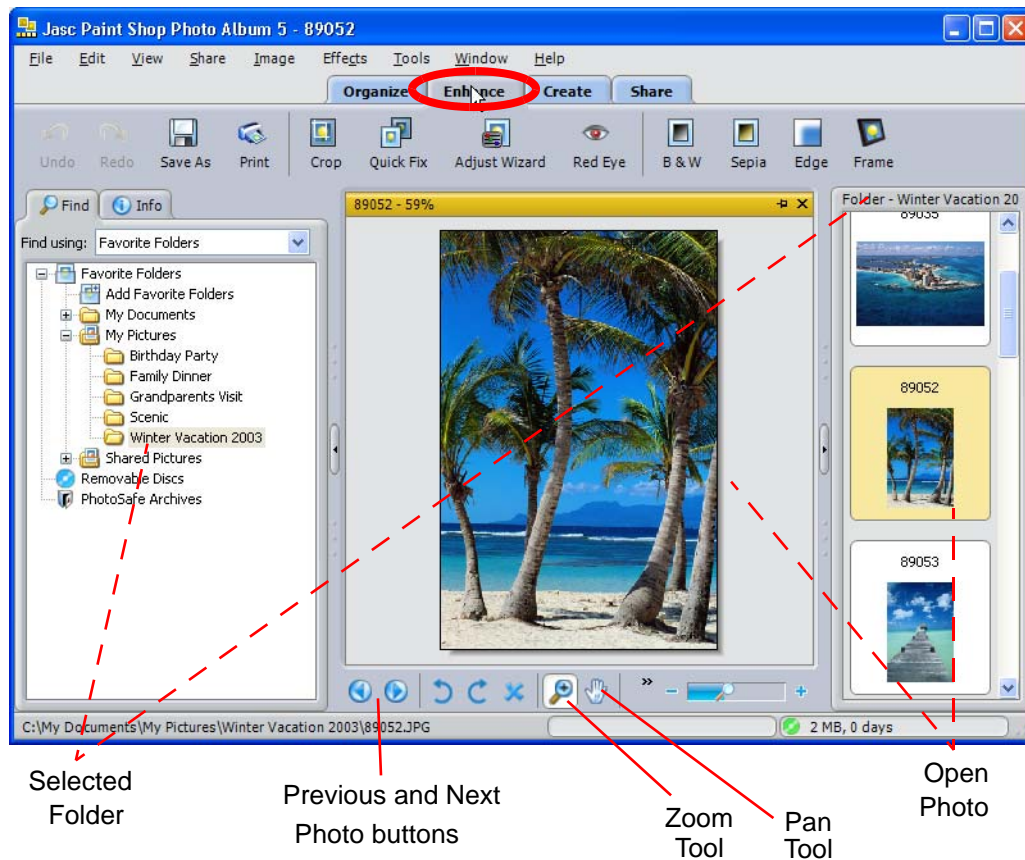 Jasc Paint Shop Photo Album 5 - 89052
File Edit View Share Image Effects Tools Window Help
Organize Enhance Create Share
Undo Redo Save As Print Crop Quick Fix Adjust Wizard Red Eye B & W Sepia Edge Frame
Find Info
Find using: Favorite Folders
Favorite Folders
Add Favorite Folders
My Documents
My Pictures
Birthday Party
Family Dinner
Grandparents Visit
Scenic
Winter Vacation 2003
Shared Pictures
Removable Discs
PhotoSafe Archives
89052 - 59%
Folder - Winter Vacation 20
89035
89052
89053
C:\My Documents\My Pictures\Winter Vacation 2003\89052.JPG
2 MB, 0 days
Selected
Folder
Previous and Next
Photo buttons
Zoom
Tool
Pan
Tool
Open
Photo